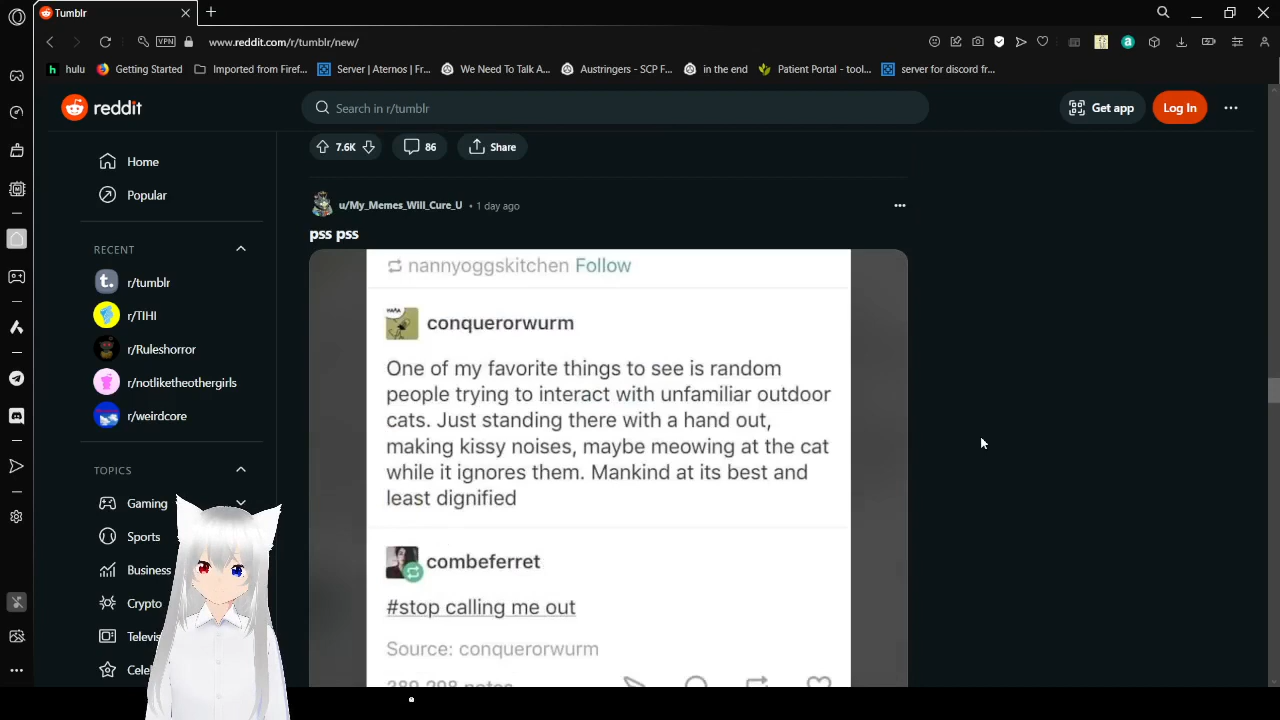 Tumblr
VPN
www.reddit.com/r/tumblr/new/
hulu
Getting Started
Imported from Firef...
Server | Aternos | Fr...
We Need To Talk A...
Austringers - SCP F...
in the end
Patient Portal - tool...
server for discord fr...
reddit
Search in r/tumblr
Get app
Log In
Home
Popular
RECENT
r/tumblr
r/TIHI
r/Ruleshorror
r/notliketheothergirls
r/weirdcore
TOPICS
Gaming
Sports
Business
Crypto
Televis
Celeb
7.6K
86
Share
u/My_Memes_Will_Cure_U • 1 day ago
pss pss
nannyoggskitchen Follow
conquerorwurm
One of my favorite things to see is random
people trying to interact with unfamiliar outdoor
cats. Just standing there with a hand out,
making kissy noises, maybe meowing at the cat
while it ignores them. Mankind at its best and
least dignified
combeferret
#stop calling me out
Source: conquerorwurm
389,298 notes